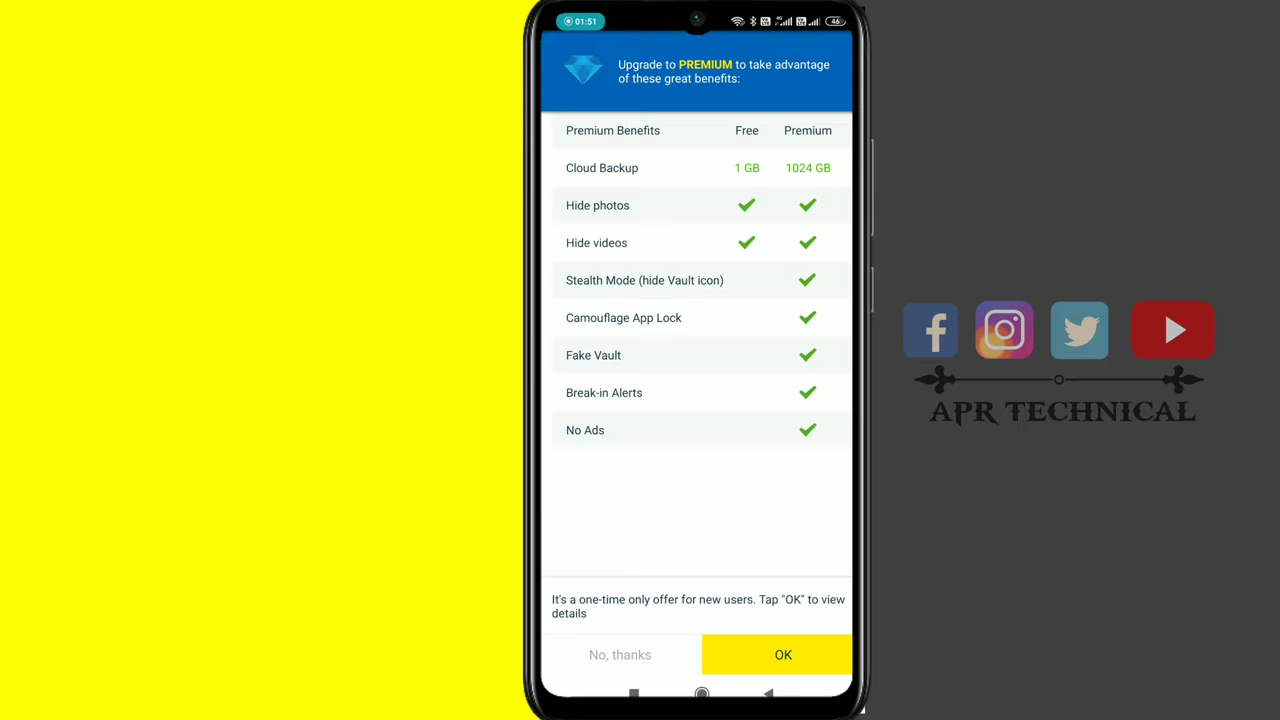 01:51
46
Upgrade to PREMIUM to take advantage
of these great benefits:
Premium Benefits Free Premium
Cloud Backup 1 GB 1024 GB
Hide photos
Hide videos
Stealth Mode (hide Vault icon)
Camouflage App Lock
Fake Vault
Break-in Alerts
No Ads
It's a one-time only offer for new users. Tap "OK" to view
details
No, thanks OK
APR TECHNICAL